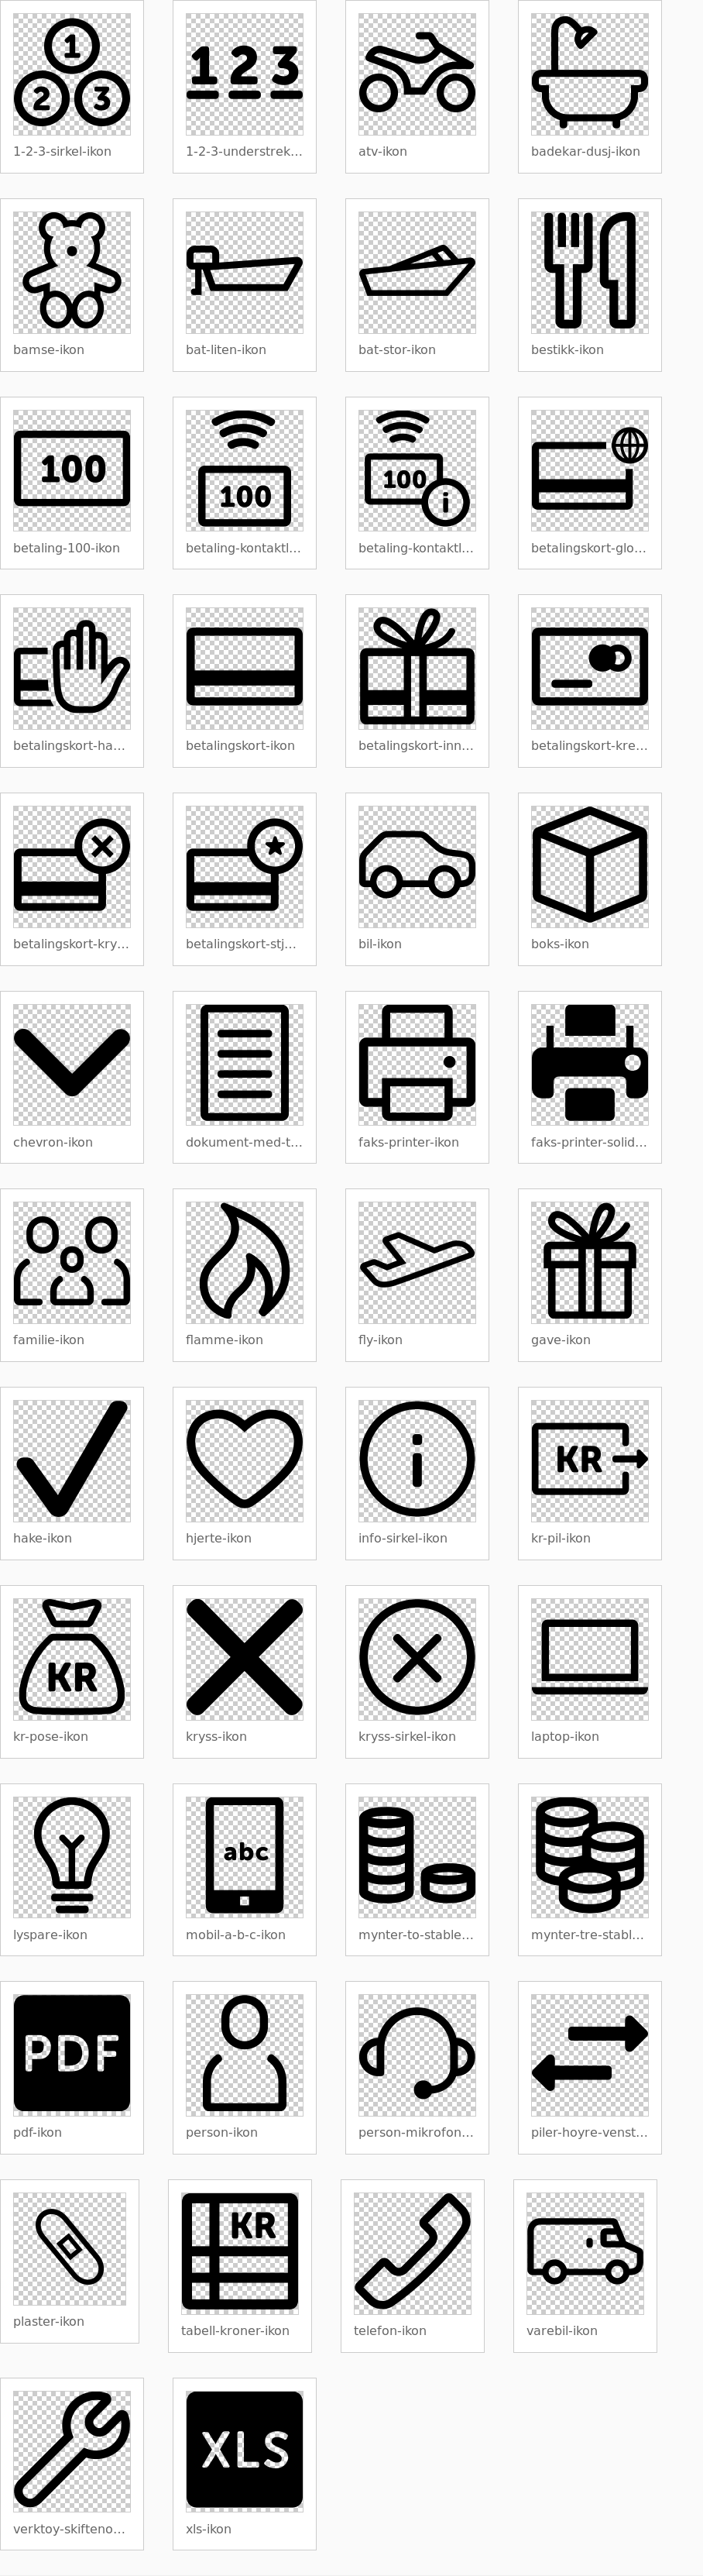 1
2 3
1 2 3
1-2-3-sirkel-ikon
1-2-3-understrek...
atv-ikon
badekar-dusj-ikon
bamse-ikon
bat-liten-ikon
bat-stor-ikon
bestikk-ikon
100
100
100
i
betaling-100-ikon
betaling-kontaktl...
betaling-kontaktl...
betalingskort-glo...
betalingskort-ha...
betalingskort-ikon
betalingskort-inn...
betalingskort-kre...
betalingskort-kry...
betalingskort-stj...
bil-ikon
boks-ikon
chevron-ikon
dokument-med-t...
faks-printer-ikon
faks-printer-solid...
familie-ikon
flamme-ikon
fly-ikon
gave-ikon
i
KR
hake-ikon
hjerte-ikon
info-sirkel-ikon
kr-pil-ikon
KR
kr-pose-ikon
kryss-ikon
kryss-sirkel-ikon
laptop-ikon
abc
lyspare-ikon
mobil-a-b-c-ikon
mynter-to-stable...
mynter-tre-stabl...
PDF
pdf-ikon
person-ikon
person-mikrofon...
piler-hoyre-venst...
KR
plaster-ikon
tabell-kroner-ikon
telefon-ikon
varebil-ikon
XLS
verktoy-skifteno...
xls-ikon